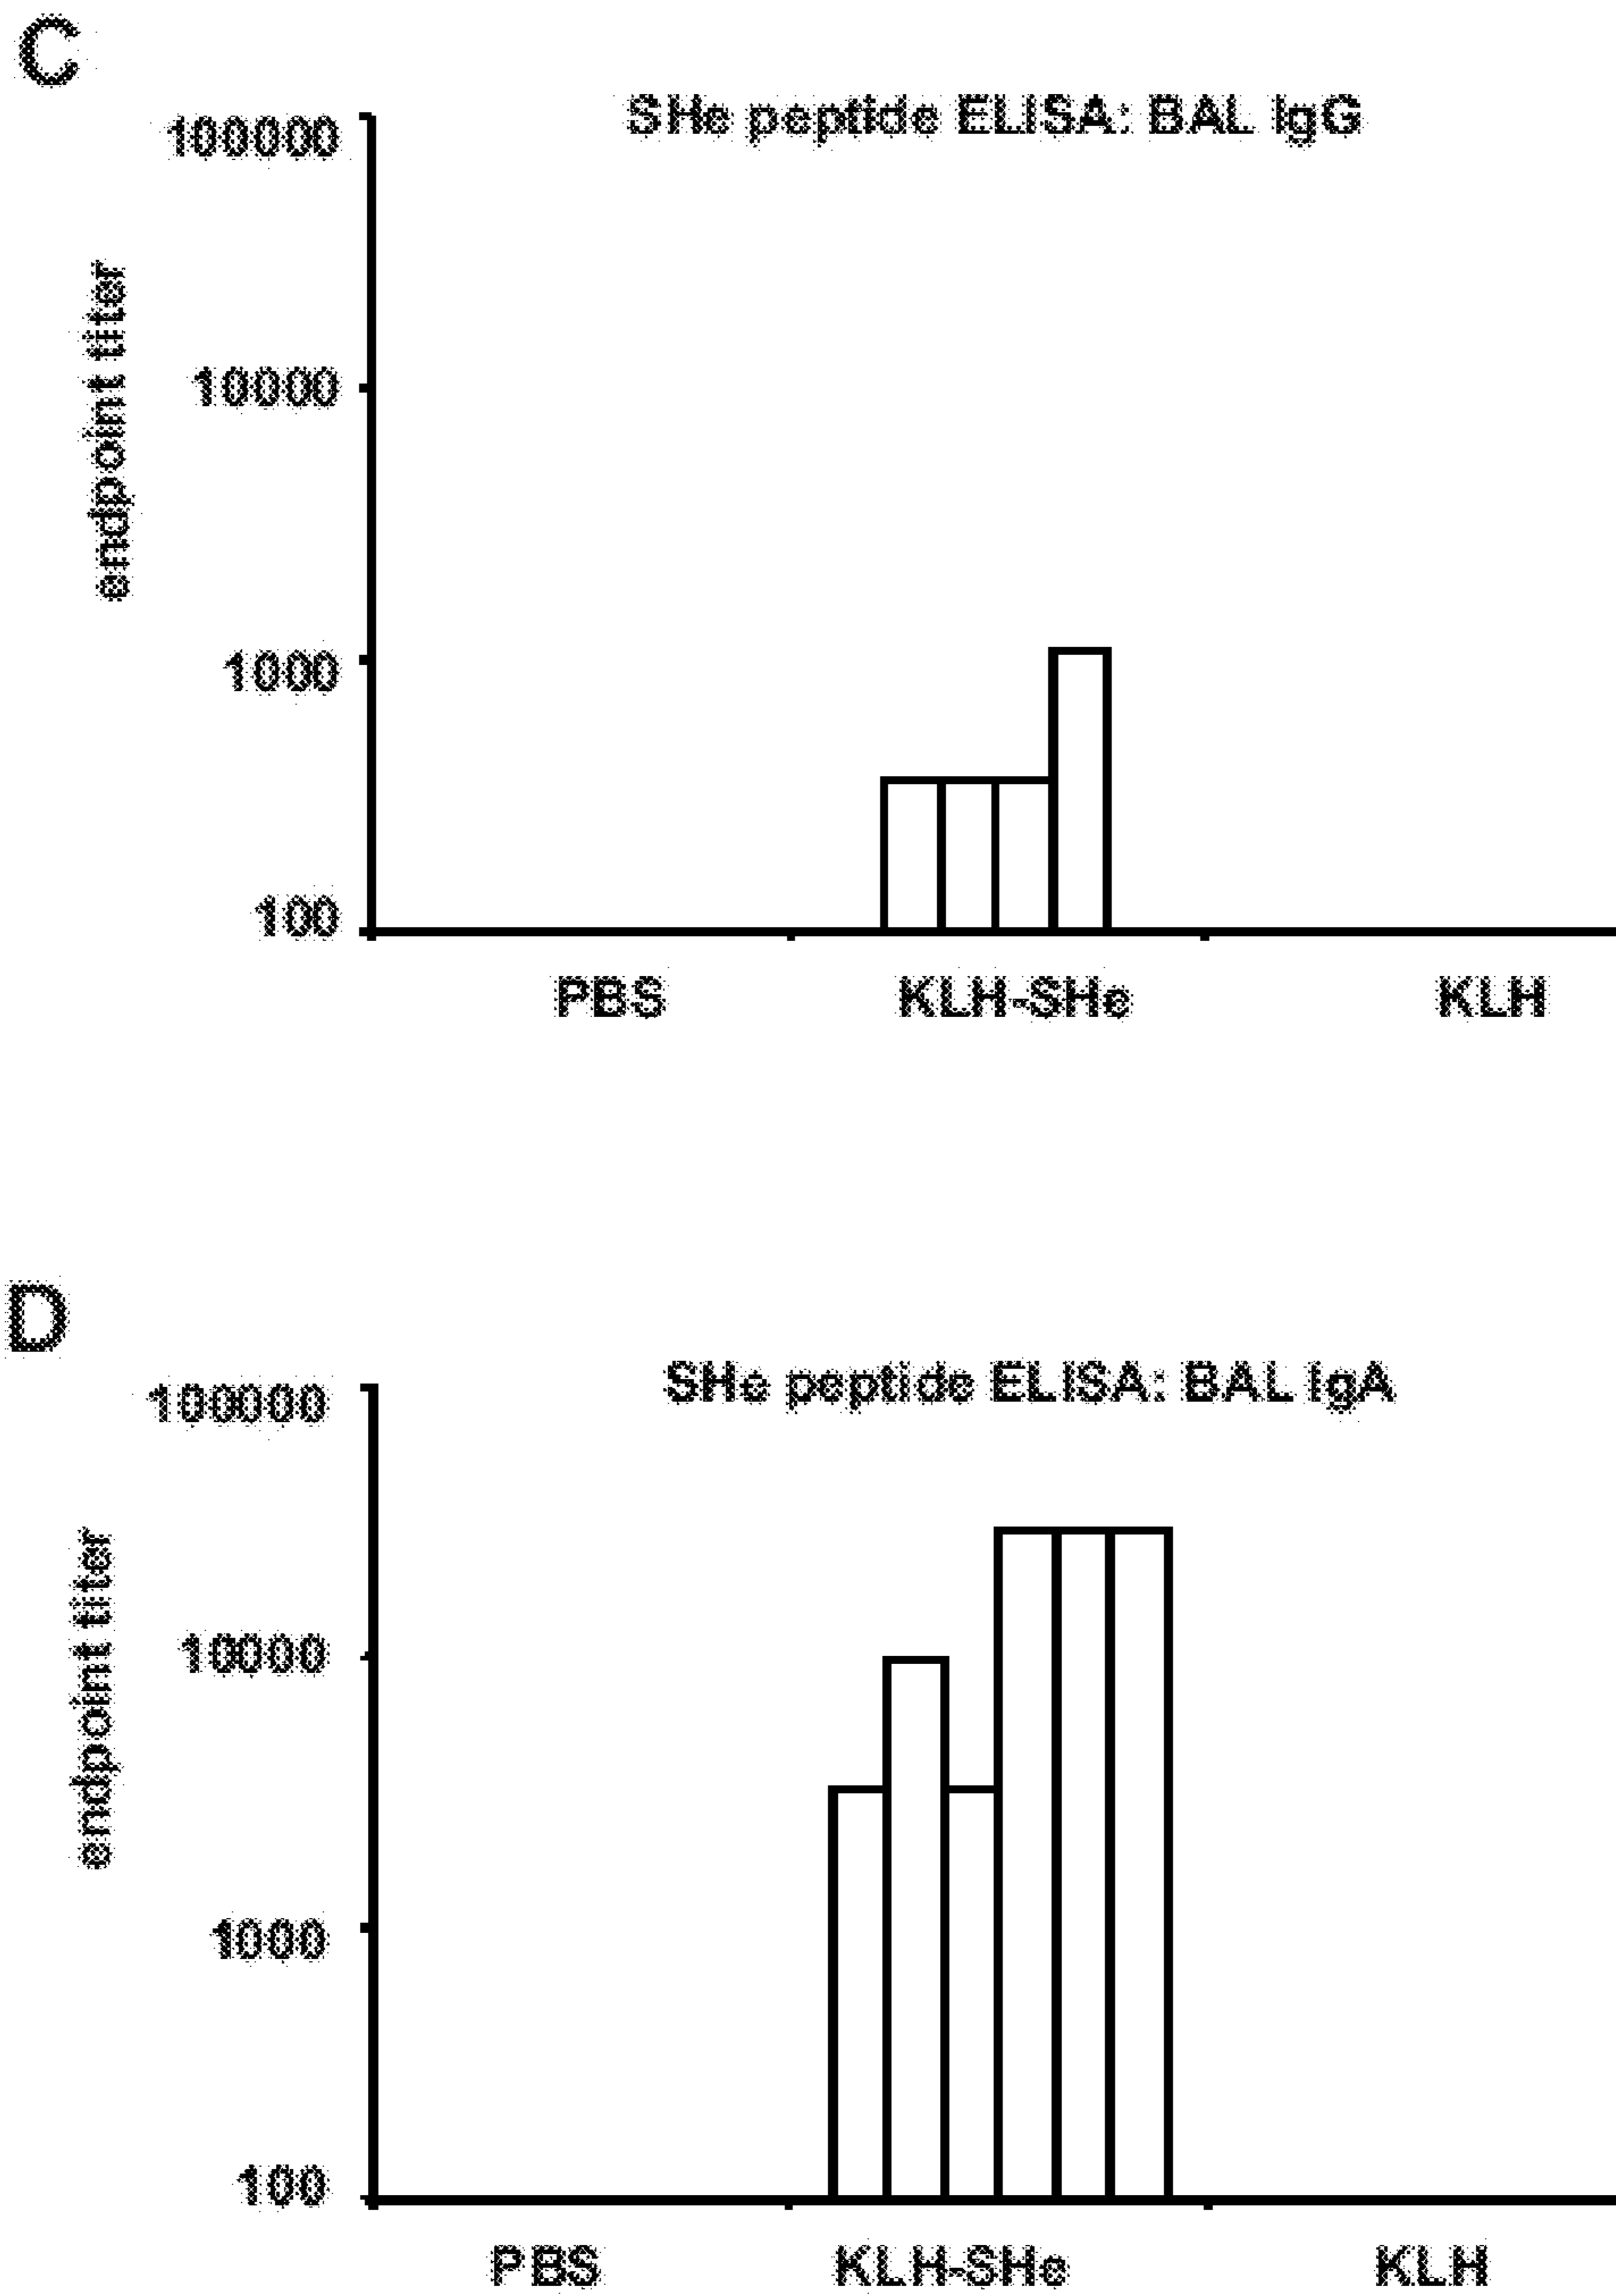 C
SHe peptide ELISA: BAL IgG
100000
endpoint titer
10000
1000
100
PBS KLH-SHe KLH
D
SHe peptide ELISA: BAL IgA
100000
endpoint titer
10000
1000
100
PBS KLH-SHe KLH